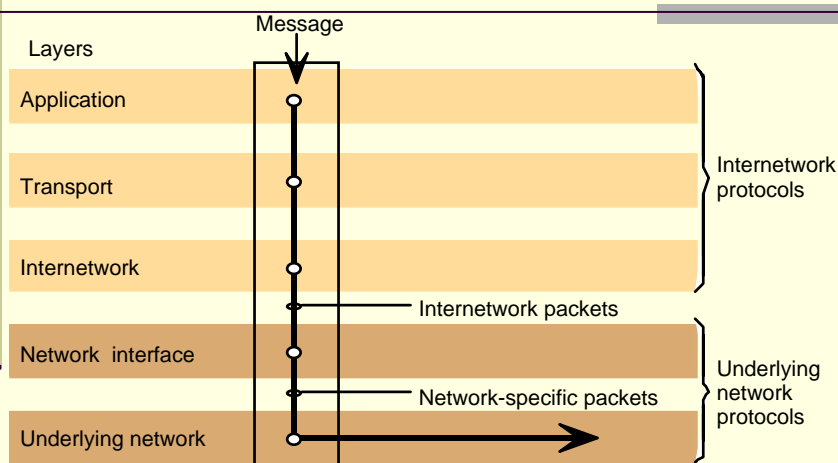 Message
Layers
Application
Transport
Internetwork
protocols
Internetwork
Internetwork packets
Network interface
Underlying
network
protocols
Network-specific packets
Underlying network